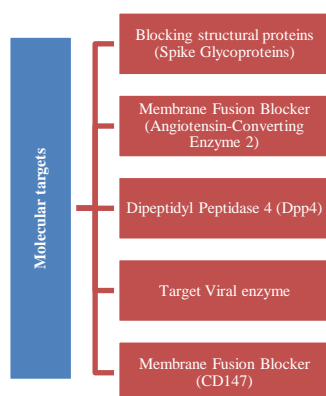 Molecular targets
Blocking structural proteins
(Spike Glycoproteins)
Membrane Fusion Blocker
(Angiotensin-Converting
Enzyme 2)
Dipeptidyl Peptidase 4 (Dpp4)
Target Viral enzyme
Membrane Fusion Blocker
(CD147)